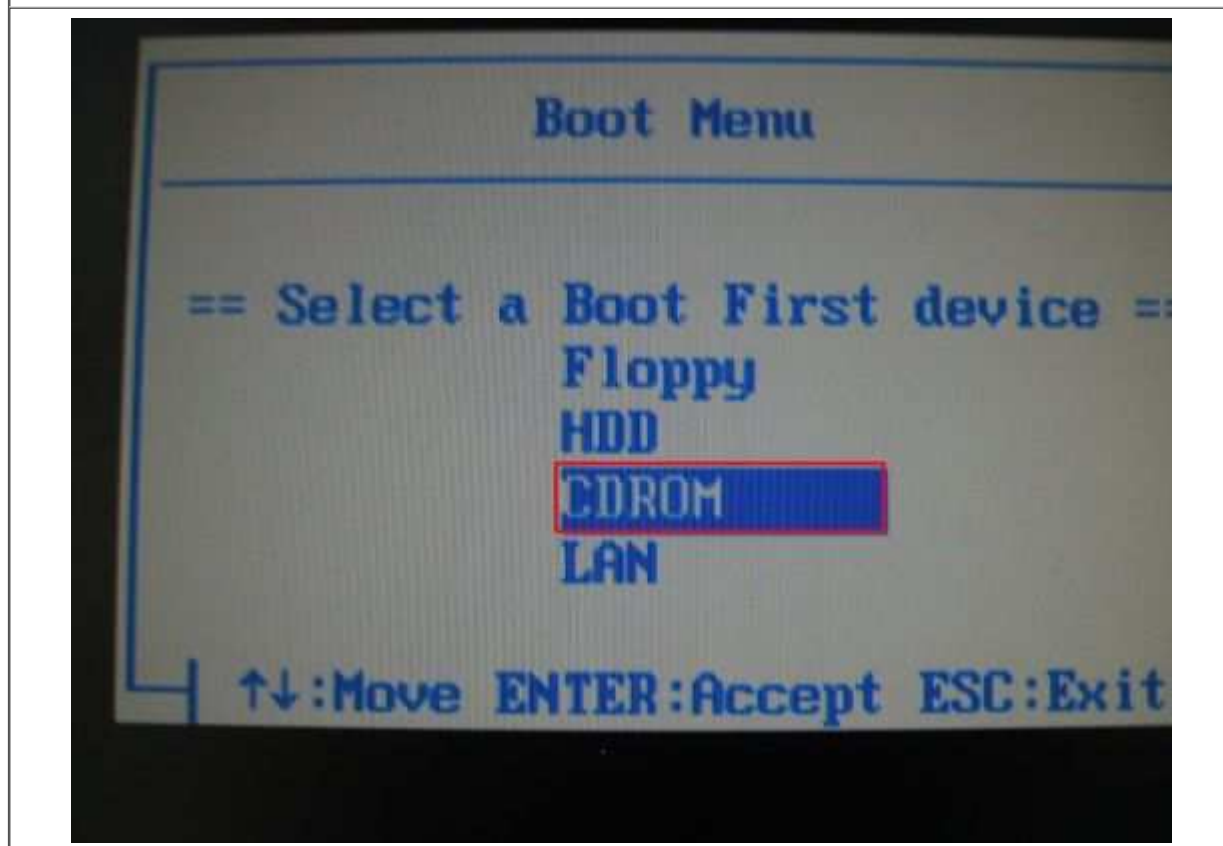 Boot Menu
== Select a Boot First device ==
Floppy
HDD
CDROM
LAN
↑↓:Move ENTER:Accept ESC:Exit